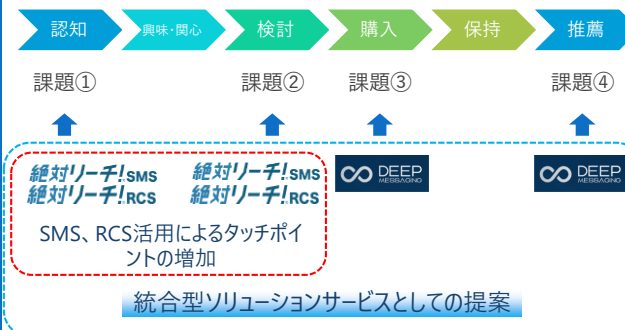 認知
興味・関心
検討
購入
保持
推薦
課題①
課題②
課題③
課題④
絶対リーチ!SMS
絶対リーチ!RCS
絶対リーチ!SMS
絶対リーチ!RCS
DEEP
MESSAGING
DEEP
MESSAGING
SMS、RCS活用によるタッチポイ
ントの増加
統合型ソリューションサービスとしての提案